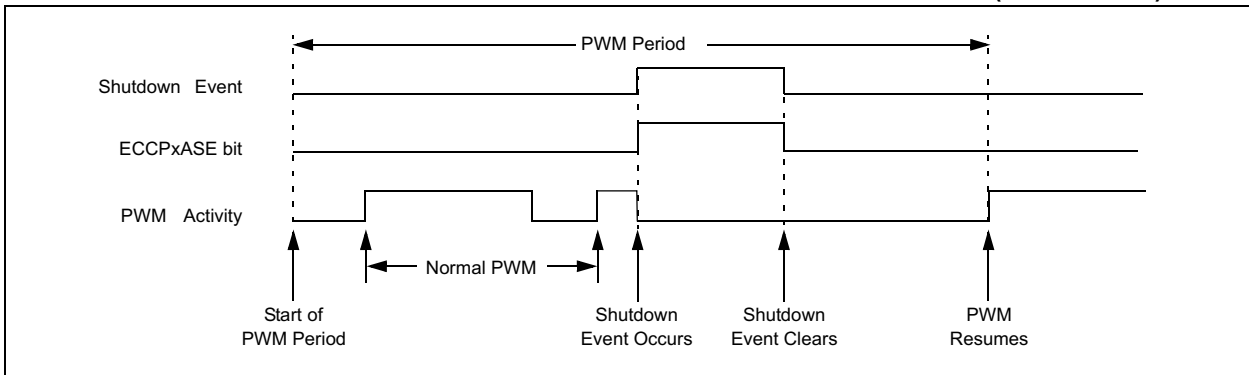 PWM Period
Shutdown Event
ECCPxASE bit
PWM Activity
Normal PWM
Start of
PWM Period
Shutdown
Event Occurs
Shutdown
Event Clears
PWM
Resumes